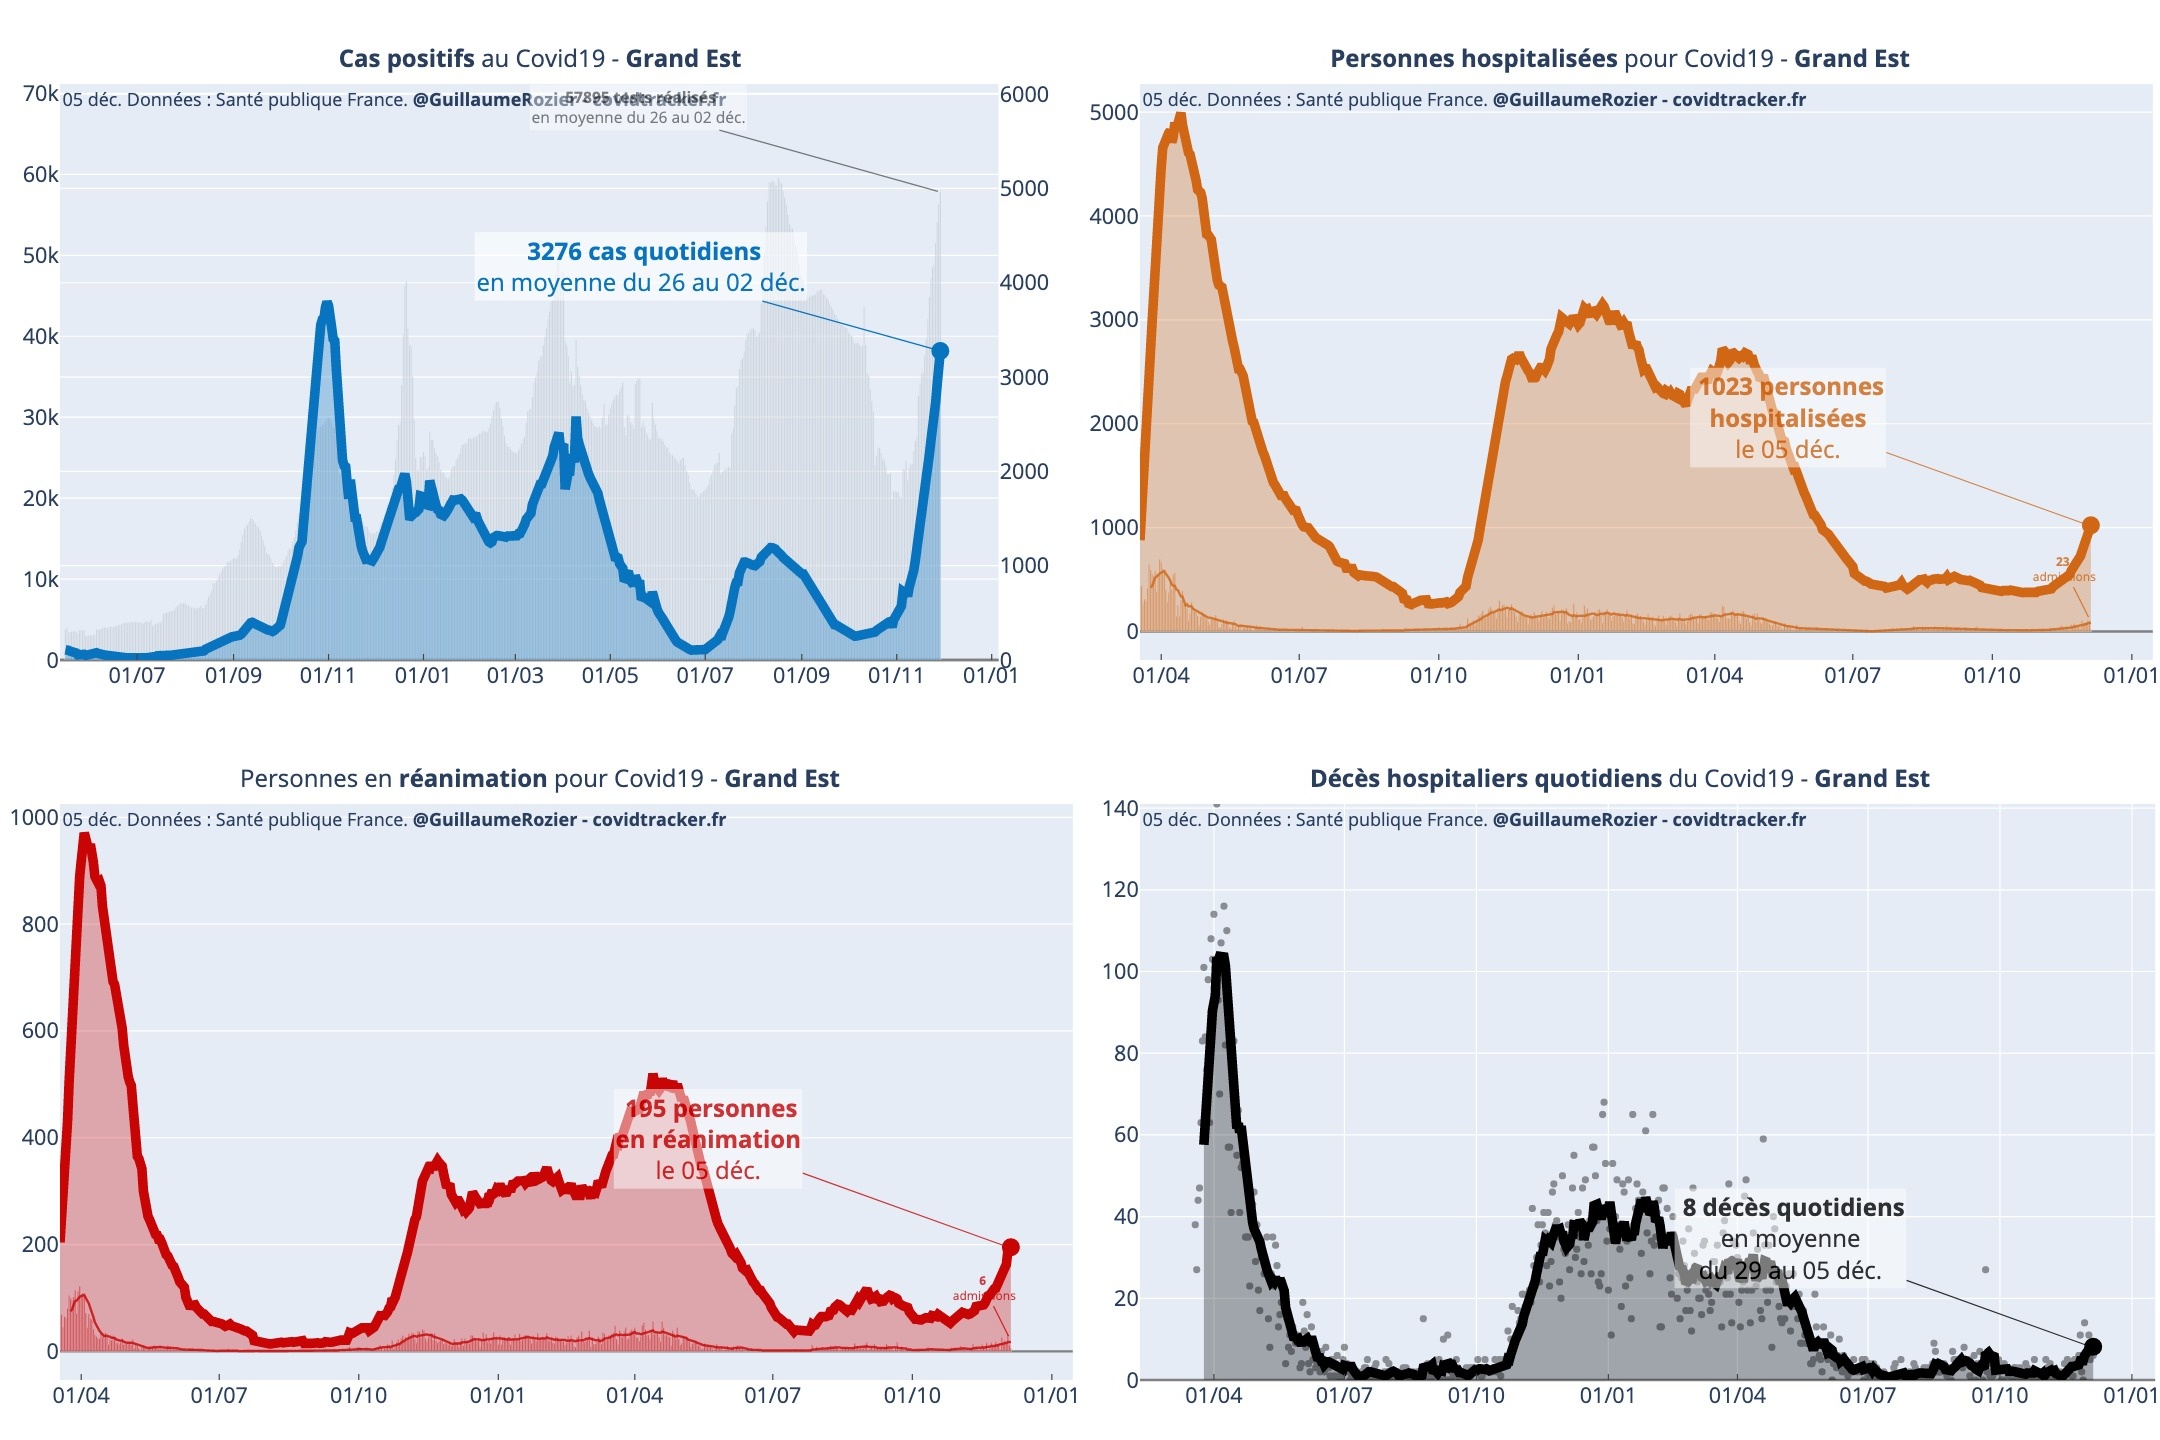 Cas positifs au Covid19 - Grand Est
70k
60k
50k
40k
30k
20k
10k
0
05 déc. Données : Santé publique France. @GuillaumeRozier - covidtracker.fr
57895 tests réalisés
en moyenne du 26 au 02 déc.
3276 cas quotidiens
en moyenne du 26 au 02 déc.
6000
5000
4000
3000
2000
1000
0
01/07 01/09 01/11 01/01 01/03 01/05 01/07 01/09 01/11 01/01
Personnes hospitalisées pour Covid19 - Grand Est
05 déc. Données : Santé publique France. @GuillaumeRozier - covidtracker.fr
5000
4000
3000
2000
1000
0
1023 personnes
hospitalisées
le 05 déc.
23
admissions
01/04 01/07 01/10 01/01 01/04 01/07 01/10 01/01
Personnes en réanimation pour Covid19 - Grand Est
1000
800
600
400
200
0
05 déc. Données : Santé publique France. @GuillaumeRozier - covidtracker.fr
195 personnes
en réanimation
le 05 déc.
6
admissions
01/04 01/07 01/10 01/01 01/04 01/07 01/10 01/01
Décès hospitaliers quotidiens du Covid19 - Grand Est
140
120
100
80
60
40
20
0
05 déc. Données : Santé publique France. @GuillaumeRozier - covidtracker.fr
8 décès quotidiens
en moyenne
du 29 au 05 déc.
01/04 01/07 01/10 01/01 01/04 01/07 01/10 01/01